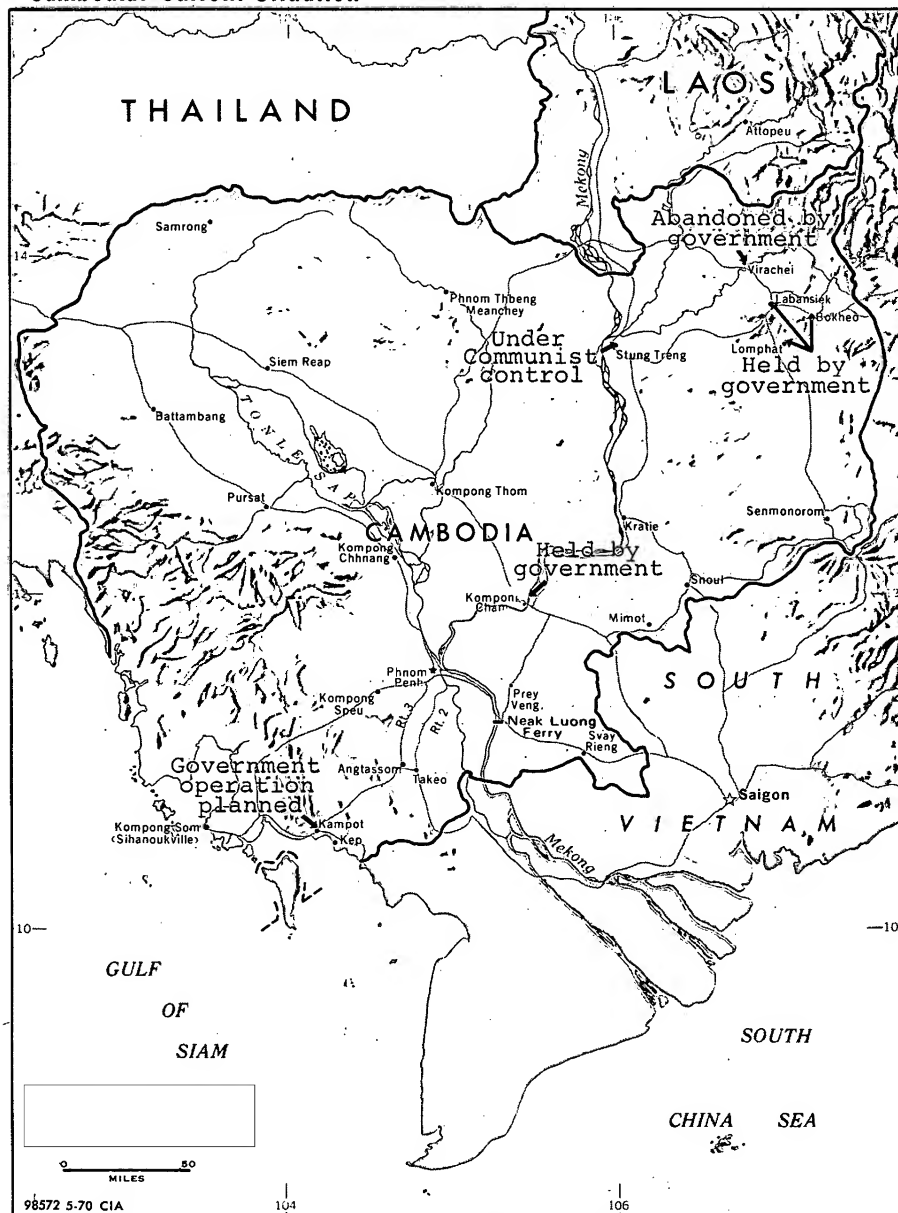 Cambodia: Current Situation
THAILAND
LAOS
Attopeu
Mekong
Samrong
14
Abandoned by
government
Virachei
Phnom Thbeng
Meanchey
Labansiek
Bokheo
Under
Communist
control
Stung Treng
Lomphat
Held by
government
Siem Reap
Battambang
TONLE SAP
Kompong Thom
Pursat
CAMBODIA
Kratie
Senmonorom
Kompong
Chhnang
Held by
government
Snoul
Kompong
Cham
Mimot
Phnom
Penh
SOUTH
Kompong
Speu
Prey
Veng
Rt. 3
Rt. 2
Neak Luong
Ferry
Svay
Rieng
Government
operation
planned
Angtassom
Takeo
Saigon
Kompong Som
(Sihanoukville)
Kampot
Kep
VIETNAM
Mekong
10
10
GULF
OF
SIAM
SOUTH
CHINA SEA
0 50
MILES
98572 5-70 CIA
104
106